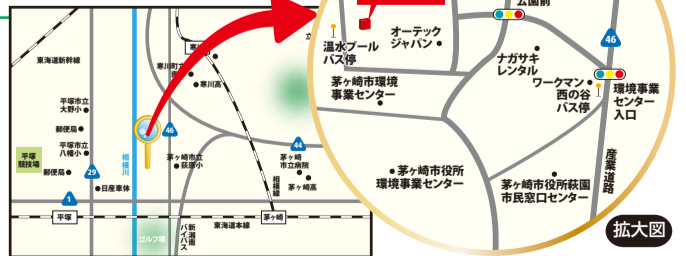 東海道新幹線
平塚市立
大野小
郵便局
平塚市立
八幡小
平塚
競技場
郵便局
29
日産車体
1
平塚
相模川
ゴルフ場
46
寒川町立
寒川高
茅ヶ崎市立
萩園小
44
茅ヶ崎
市立病院
茅ヶ崎高
相模線
茅ヶ崎
東海道本線
新湘南
バイパス
温水プール
バス停
オーテック
ジャパン
茅ヶ崎市環境
事業センター
茅ヶ崎市役所
環境事業センター
公園前
46
ナガサキ
レンタル
ワークマン
西の谷
バス停
環境事業
センター
入口
産業道路
茅ヶ崎市役所萩園
市民窓口センター
拡大図